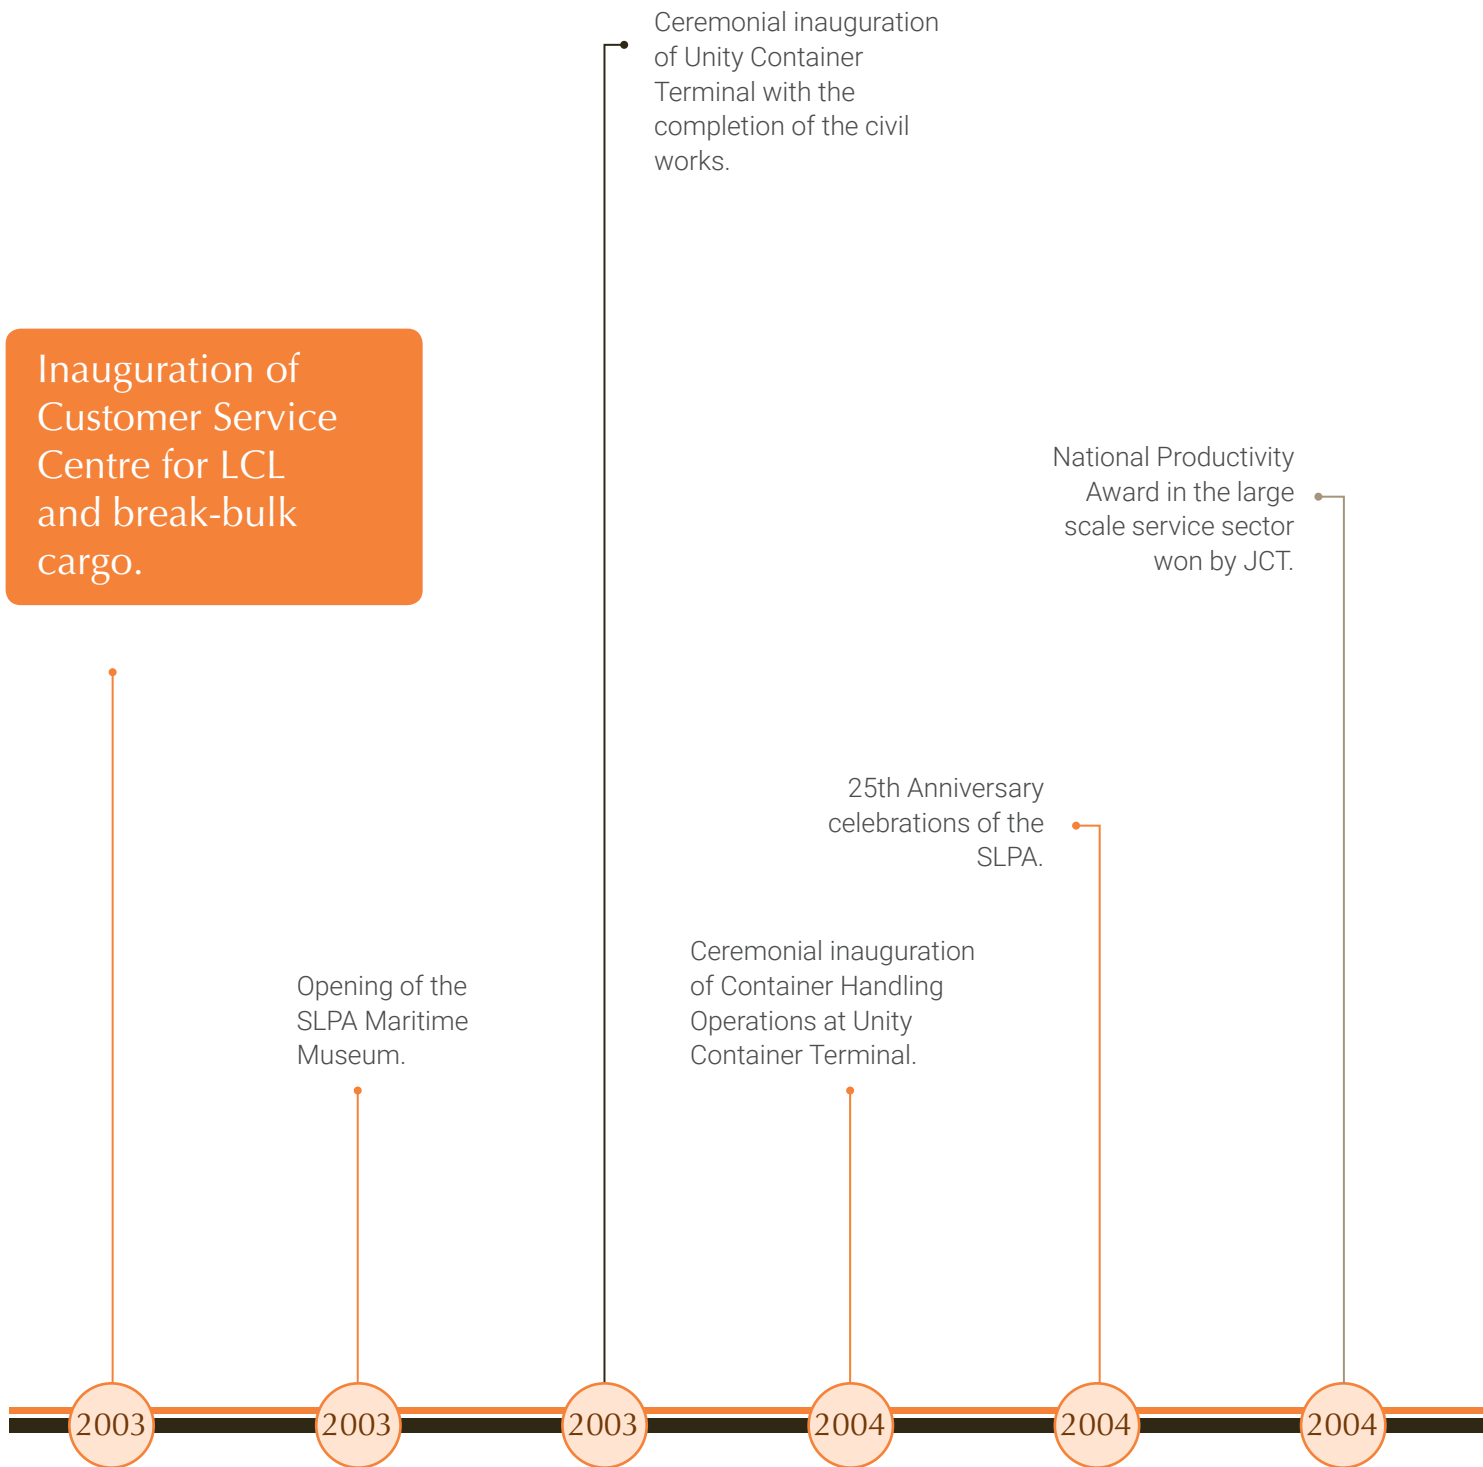 Ceremonial inauguration
of Unity Container
Terminal with the
completion of the civil
works.
Inauguration of
Customer Service
Centre for LCL
and break-bulk
cargo.
National Productivity
Award in the large
scale service sector
won by JCT.
25th Anniversary
celebrations of the
SLPA.
Opening of the
SLPA Maritime
Museum.
Ceremonial inauguration
of Container Handling
Operations at Unity
Container Terminal.
2003 2003 2003 2004 2004 2004